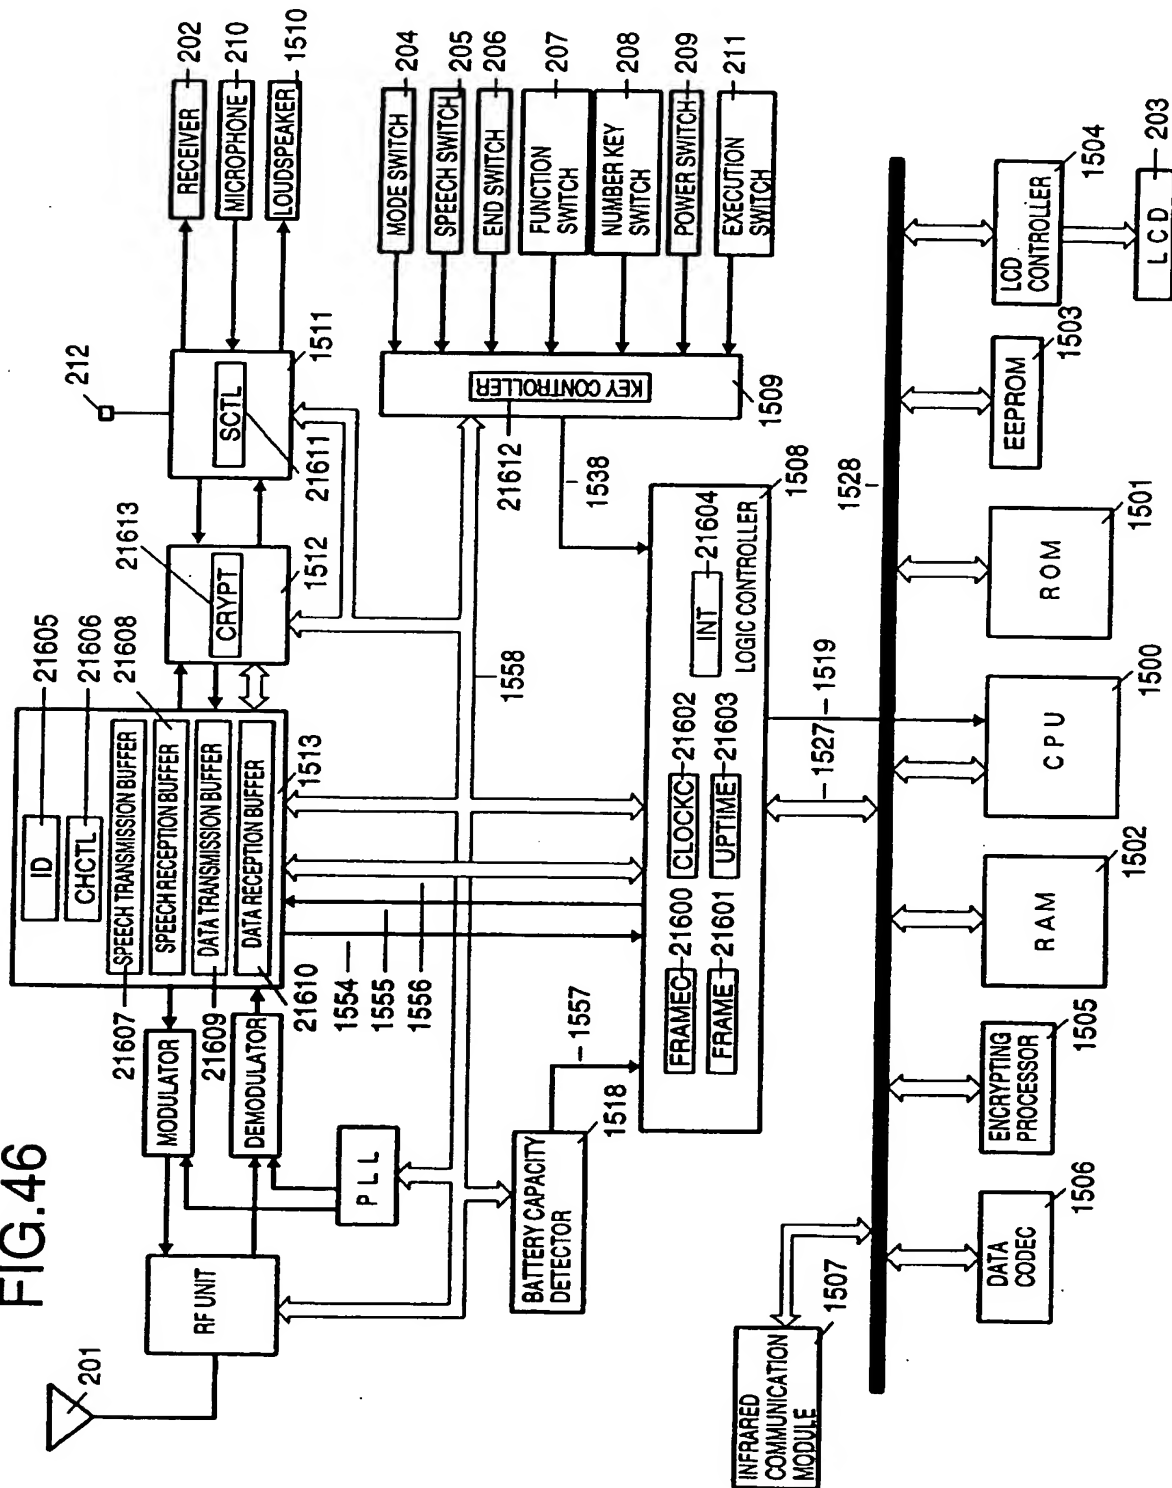 FIG.46
201
RF UNIT
MODULATOR
DEMODULATOR
PLL
ID
CHCTL
SPEECH TRANSMISSION BUFFER
SPEECH RECEPTION BUFFER
DATA TRANSMISSION BUFFER
DATA RECEPTION BUFFER
21605
21606
21608
21607
21609
21610
1513
21613
CRYPT
1512
212
SCTL
21611
1511
RECEIVER
202
MICROPHONE
210
LOUDSPEAKER
1510
MODE SWITCH
204
SPEECH SWITCH
205
END SWITCH
206
FUNCTION
SWITCH
207
NUMBER KEY
SWITCH
208
POWER SWITCH
209
EXECUTION
SWITCH
211
KEY CONTROLLER
21612
1509
1538
1558
1554
1555
1556
1557
BATTERY CAPACITY
DETECTOR
1518
FRAMEC
21600
FRAME
21601
CLOCKC
21602
UPTIME
21603
INT
21604
LOGIC CONTROLLER
1508
1527
1519
1528
INFRARED
COMMUNICATION
MODULE
1507
DATA
CODEC
1506
ENCRYPTING
PROCESSOR
1505
RAM
1502
CPU
1500
ROM
1501
EEPROM
1503
LCD
CONTROLLER
1504
LCD
203